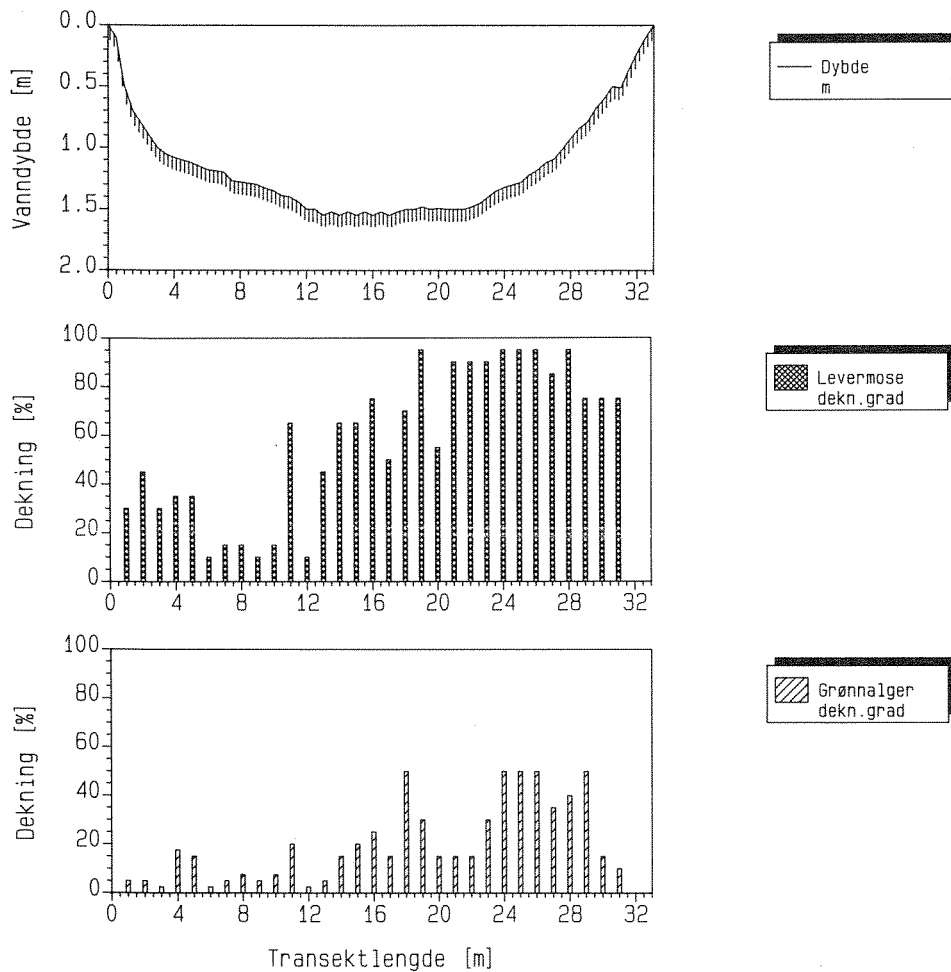 Vanndybde [m]
0.0
0.5
1.0
1.5
2.0
0 4 8 12 16 20 24 28 32
Dybde
m
Dekning [%]
100
80
60
40
20
0
0 4 8 12 16 20 24 28 32
Levermose
dekn.grad
Dekning [%]
100
80
60
40
20
0
0 4 8 12 16 20 24 28 32
Grønnalger
dekn.grad
Transektlengde [m]